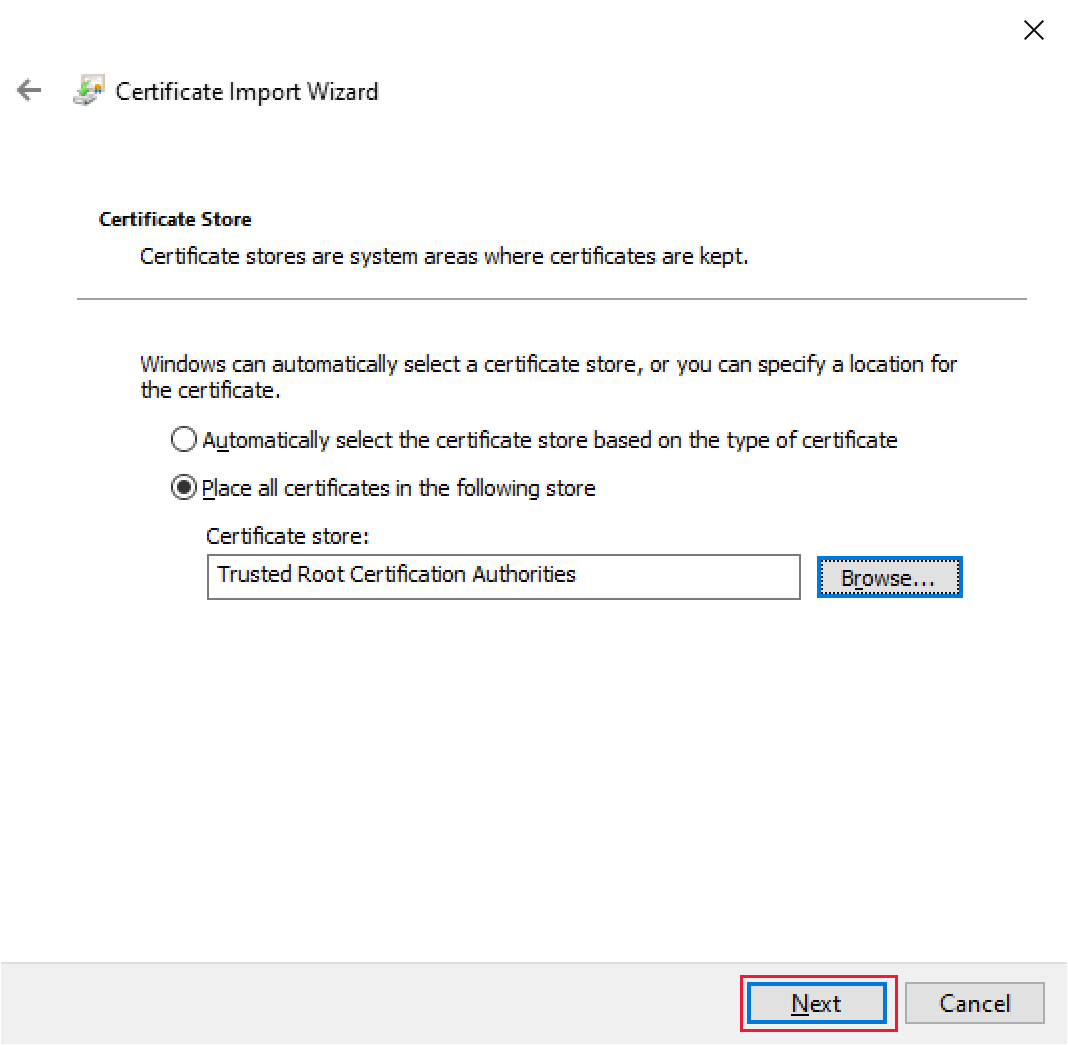 Certificate Import Wizard
Certificate Store
Certificate stores are system areas where certificates are kept.
Windows can automatically select a certificate store, or you can specify a location for
the certificate.
Automatically select the certificate store based on the type of certificate
Place all certificates in the following store
Certificate store:
Trusted Root Certification Authorities
Browse...
Next
Cancel